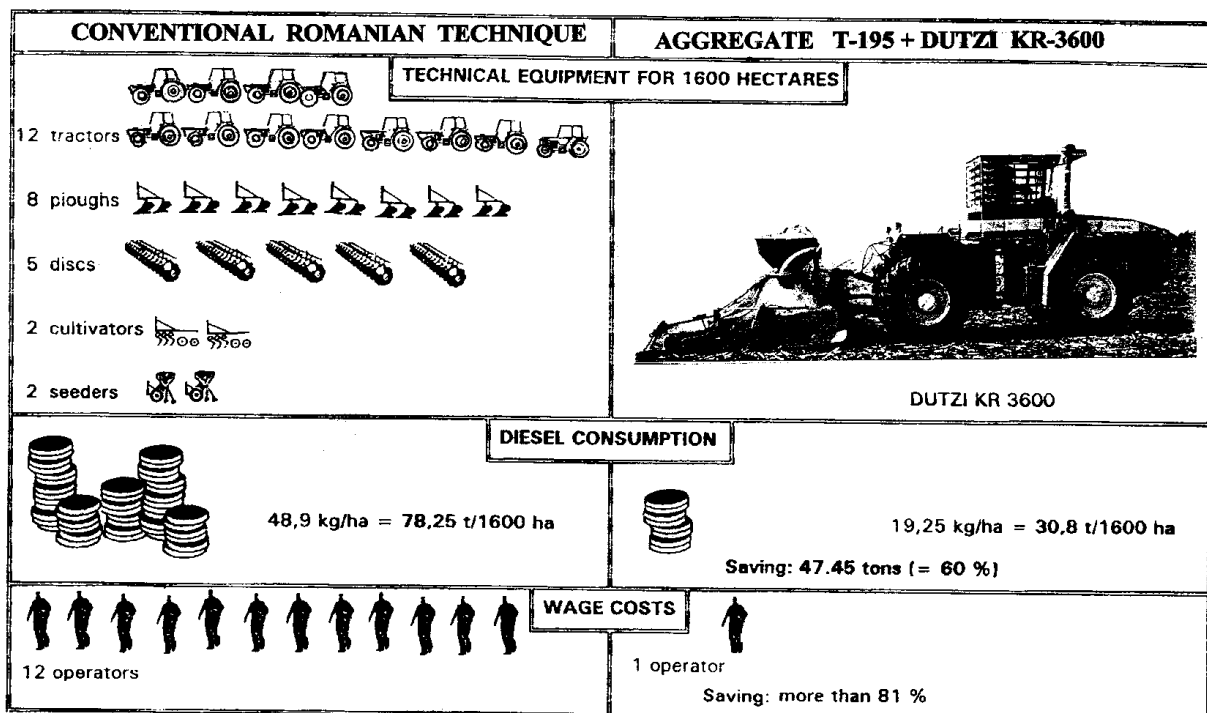 CONVENTIONAL ROMANIAN TECHNIQUE
AGGREGATE T-195 + DUTZI KR-3600
TECHNICAL EQUIPMENT FOR 1600 HECTARES
12 tractors
8 pioughs
5 discs
2 cultivators
2 seeders
DUTZI KR 3600
DIESEL CONSUMPTION
48,9 kg/ha = 78,25 t/1600 ha
19,25 kg/ha = 30,8 t/1600 ha
Saving: 47.45 tons (= 60 %)
WAGE COSTS
12 operators
1 operator
Saving: more than 81 %